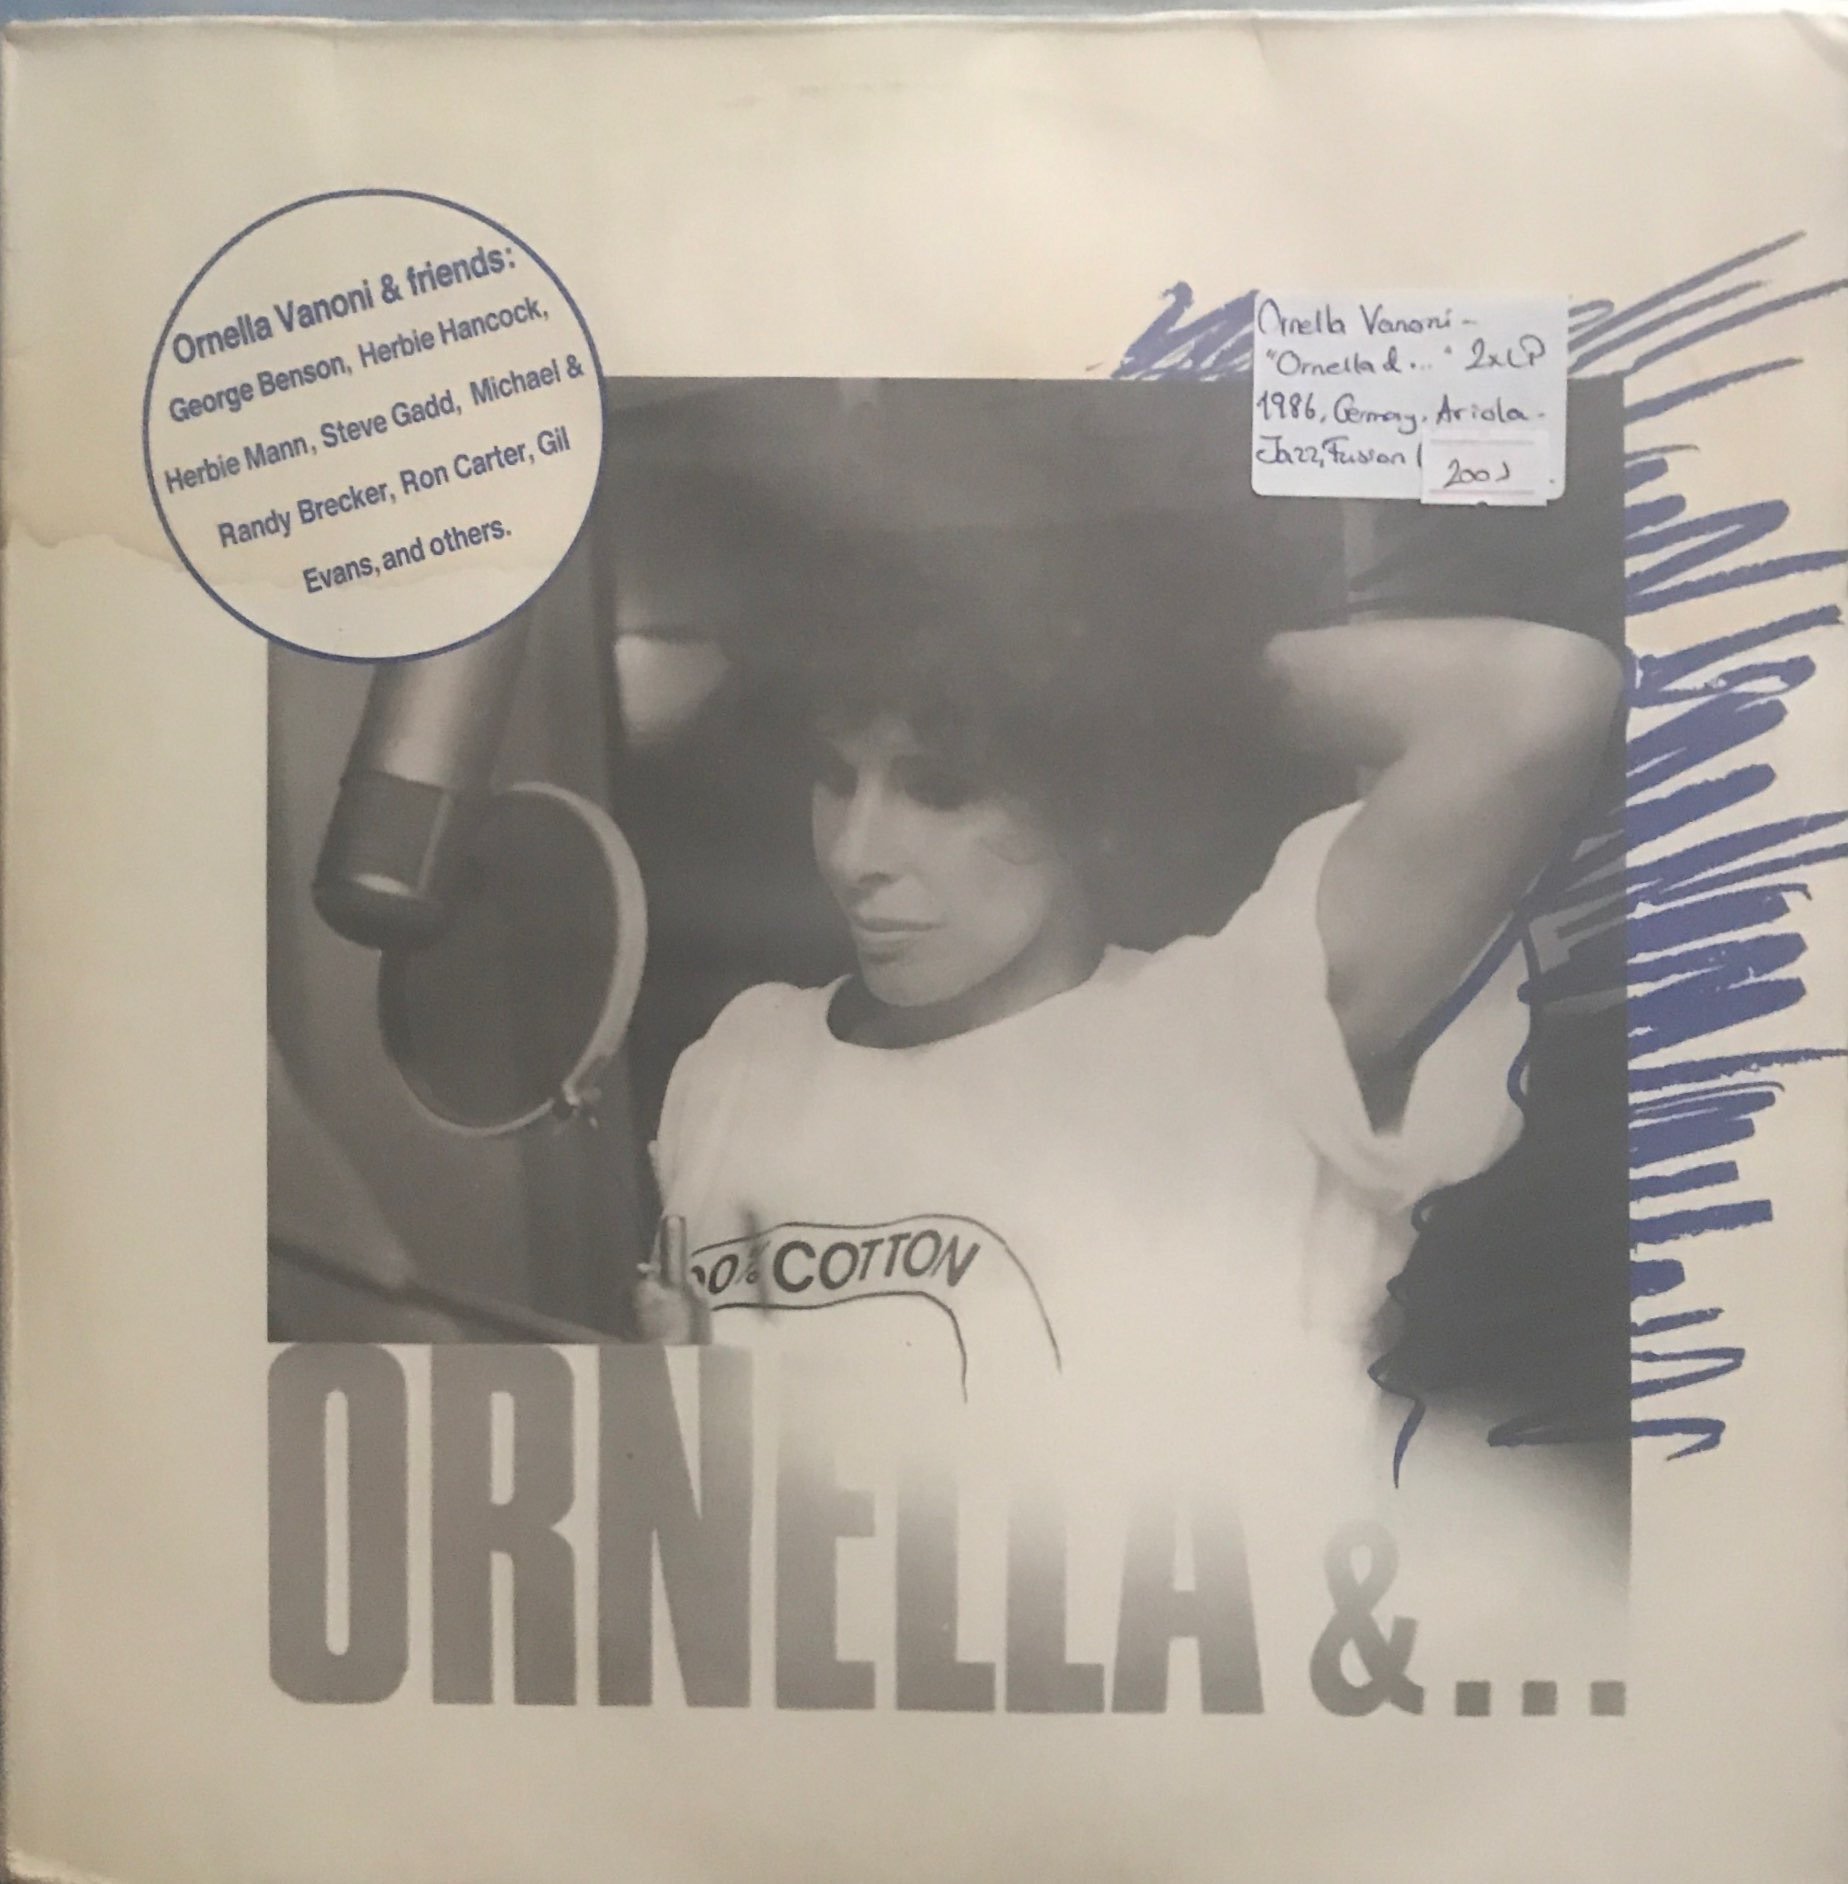 Ornella Vanoni & friends:
George Benson, Herbie Hancock,
Herbie Mann, Steve Gadd, Michael &
Randy Brecker, Ron Carter, Gil
Evans, and others.
Ornella Vanoni -
"Ornella & ..." 2xLP
1986, Germany, Ariola -
Jazz, Fusion (
200
00% COTTON
ORNELLA & ...